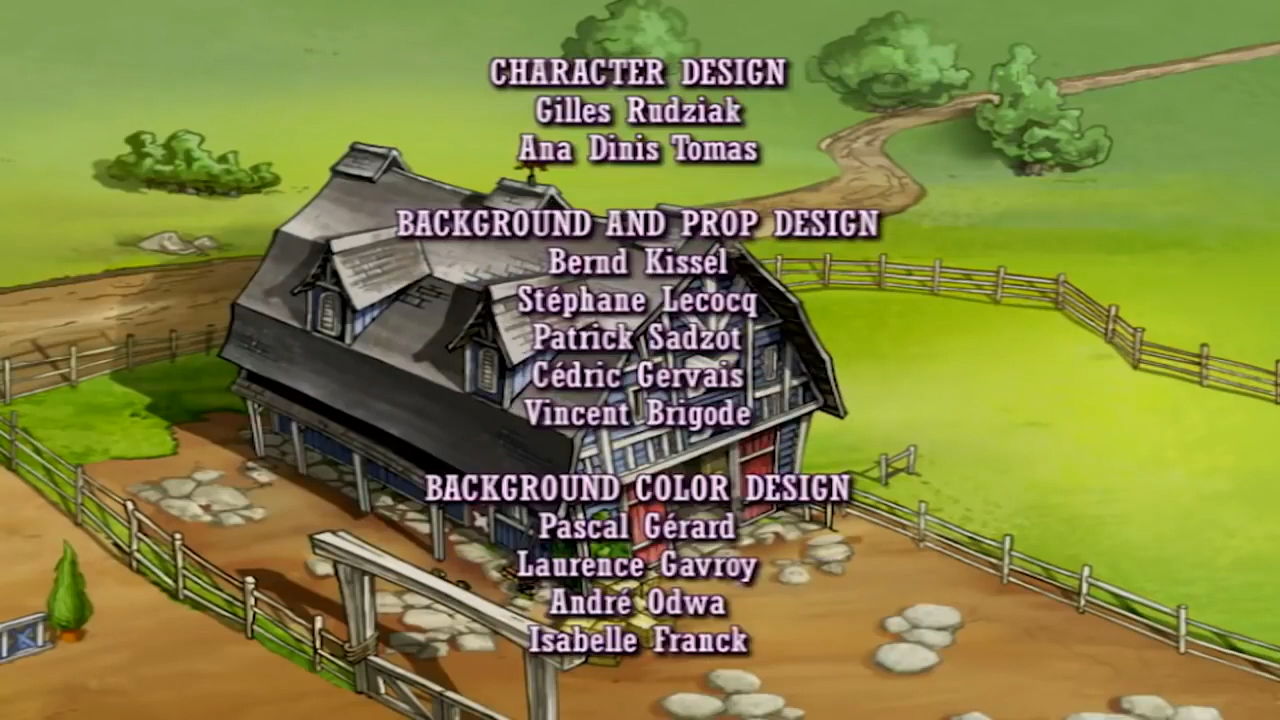 CHARACTER DESIGN
Gilles Rudziak
Ana Dinis Tomas
BACKGROUND AND PROP DESIGN
Bernd Kissel
Stéphane Lecocq
Patrick Sadzot
Cédric Gervais
Vincent Brigode
BACKGROUND COLOR DESIGN
Pascal Gérard
Laurence Gavroy
André Odwa
Isabelle Franck